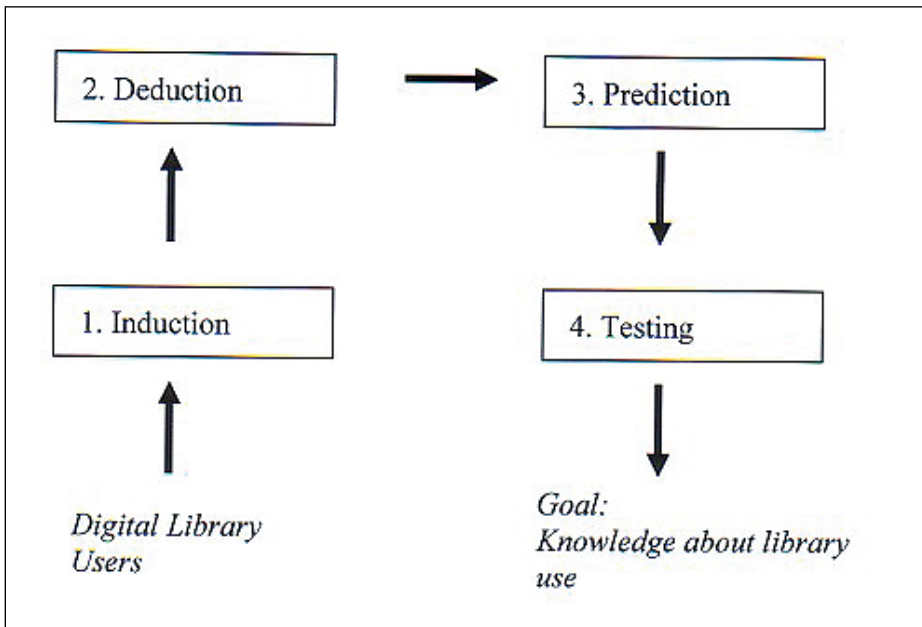 2. Deduction
3. Prediction
1. Induction
4. Testing
Digital Library
Users
Goal:
Knowledge about library
use